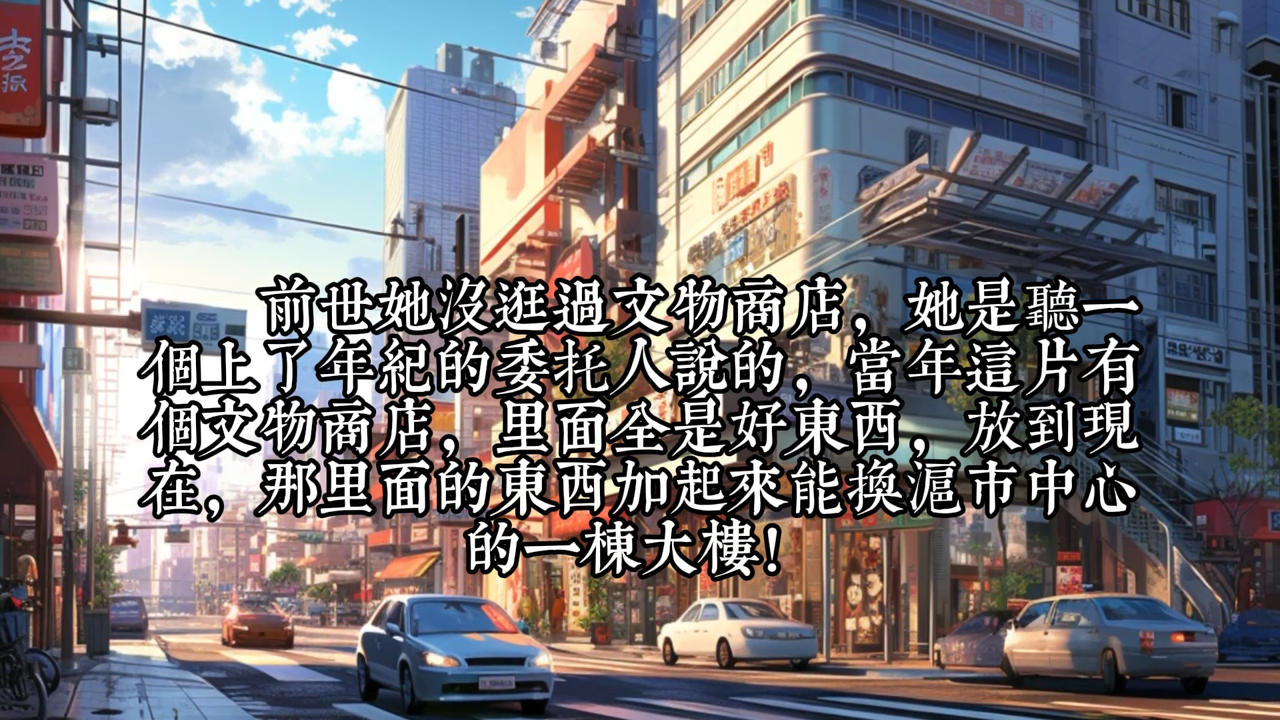 前世她沒逛過文物商店，她是聽一
個上了年紀的委托人說的，當年這片有
個文物商店，里面全是好東西，放到現
在，那里面的東西加起來能換滬市中心
的一棟大樓！